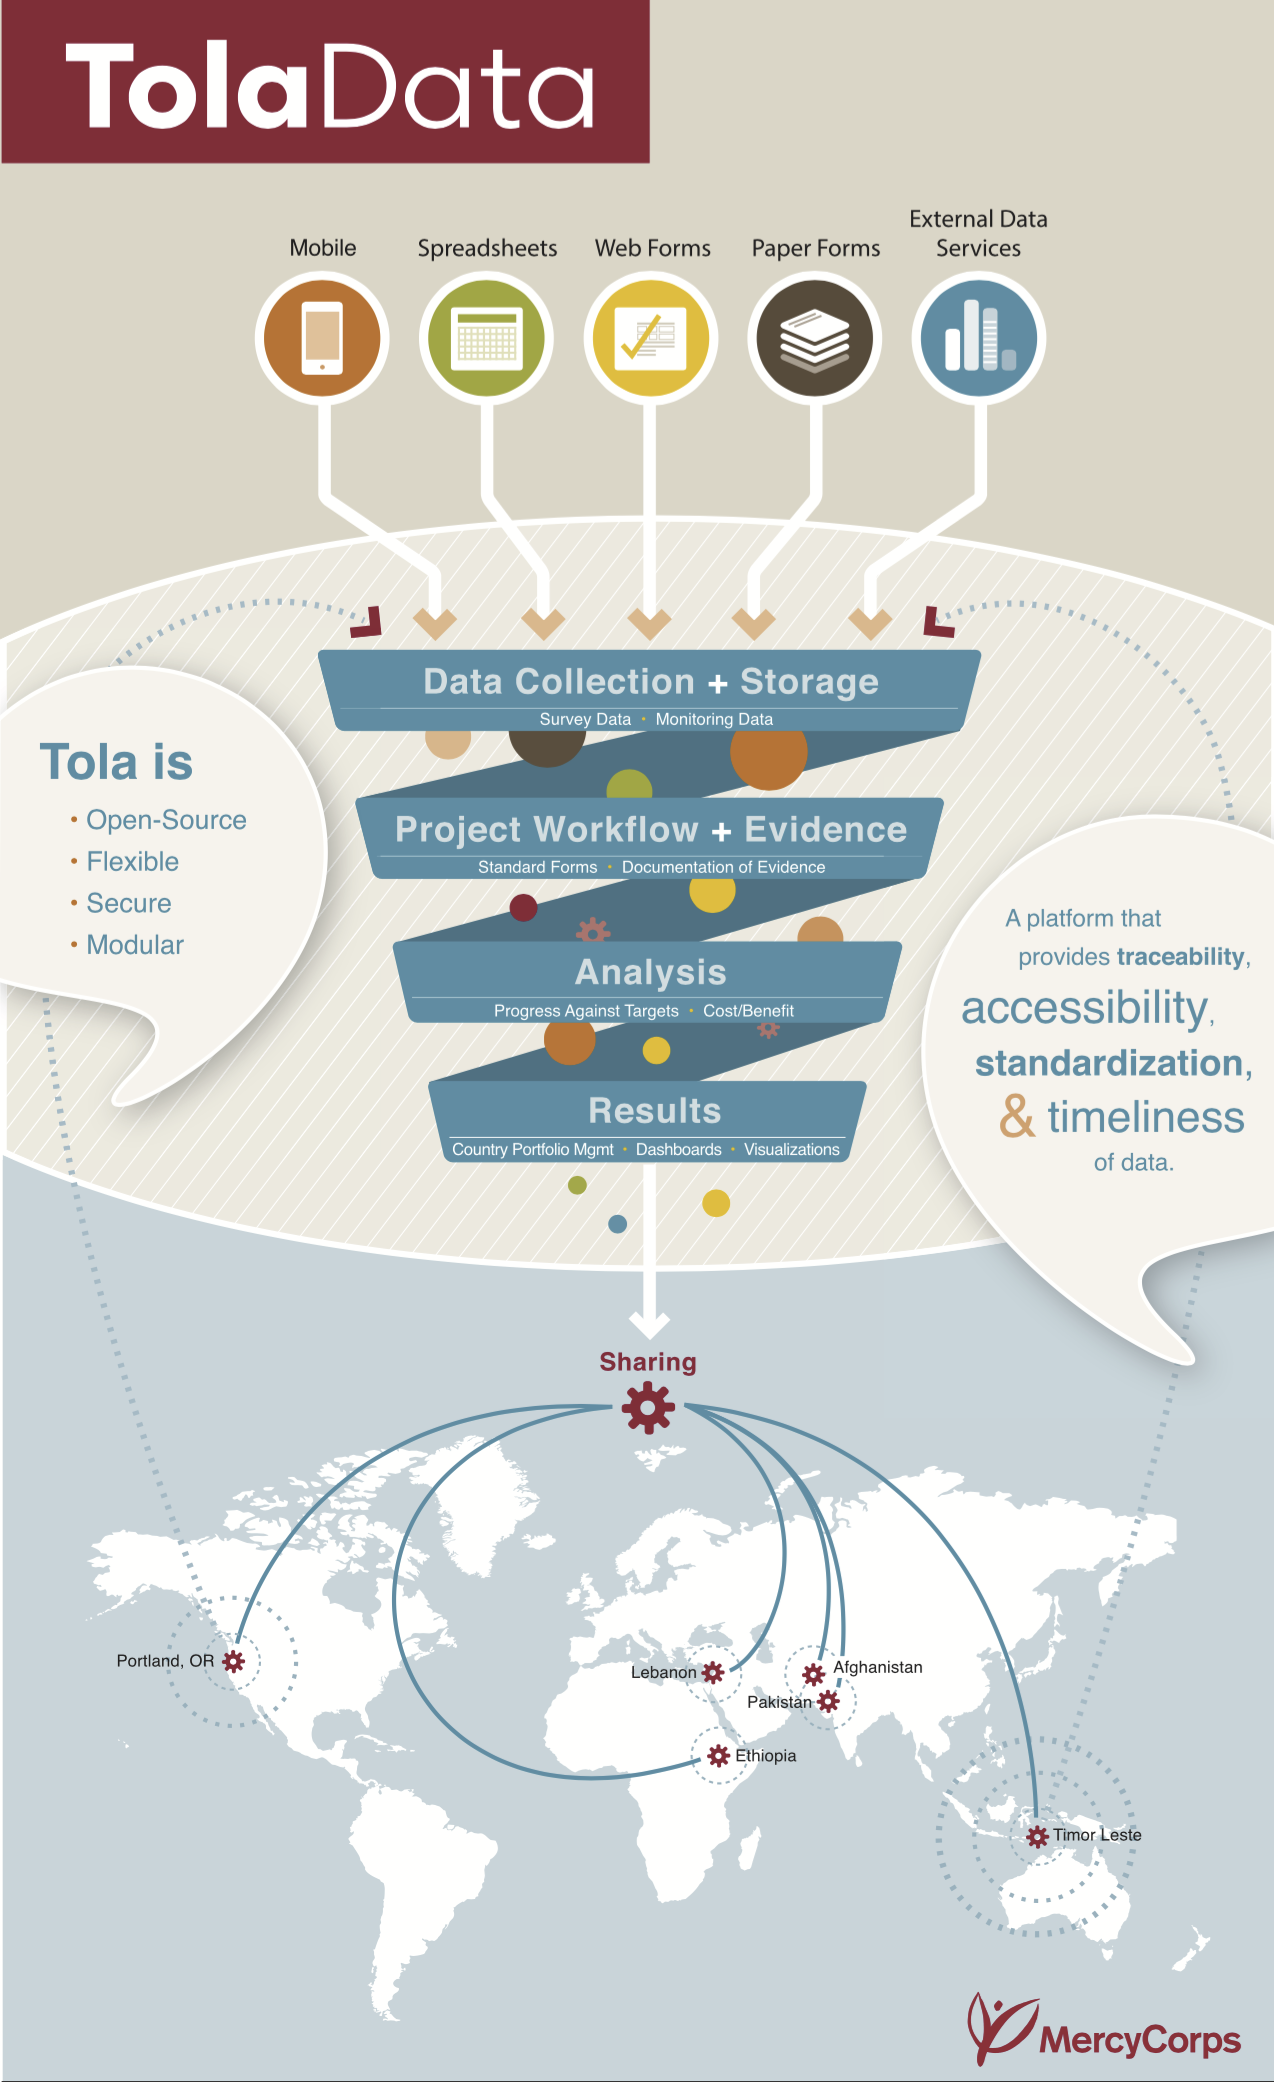 TolaData
Mobile
Spreadsheets
Web Forms
Paper Forms
External Data
Services
Data Collection + Storage
Survey Data • Monitoring Data
Tola is
• Open-Source
• Flexible
• Secure
• Modular
Project Workflow + Evidence
Standard Forms • Documentation of Evidence
Analysis
Progress Against Targets • Cost/Benefit
Results
Country Portfolio Mgmt • Dashboards • Visualizations
A platform that
provides traceability,
accessibility,
standardization,
& timeliness
of data.
Sharing
Portland, OR
Lebanon
Afghanistan
Pakistan
Ethiopia
Timor Leste
MercyCorps